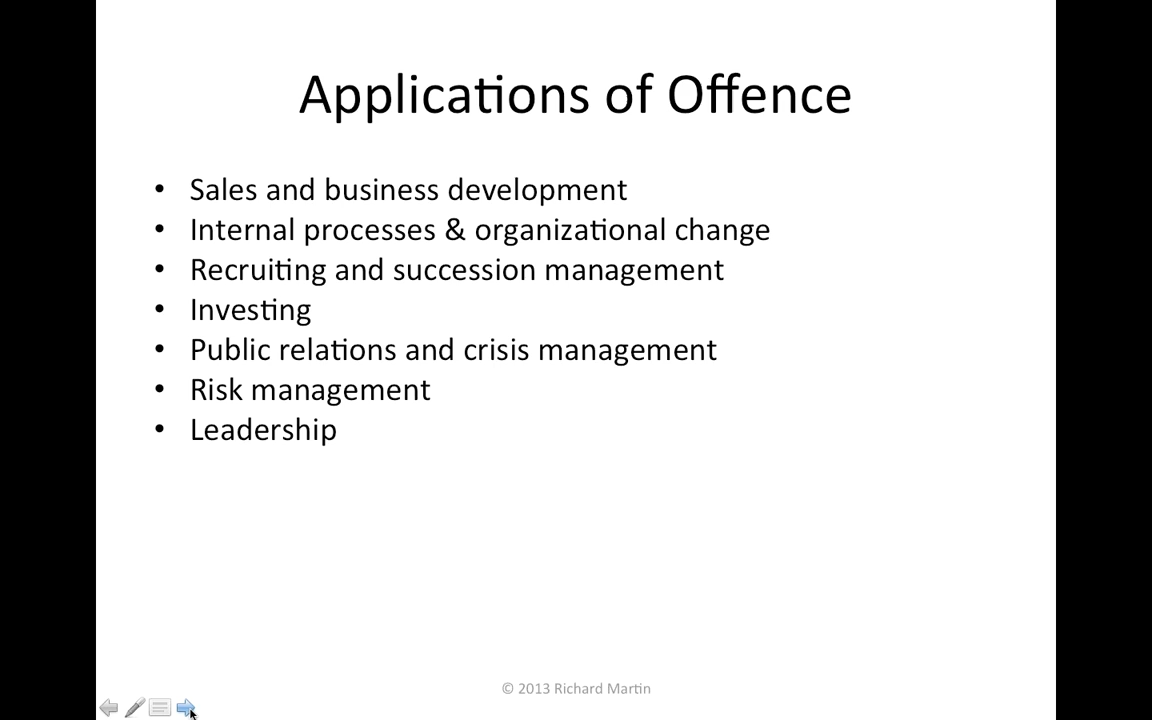 Applications of Offence
• Sales and business development
• Internal processes & organizational change
• Recruiting and succession management
• Investing
• Public relations and crisis management
• Risk management
• Leadership
© 2013 Richard Martin